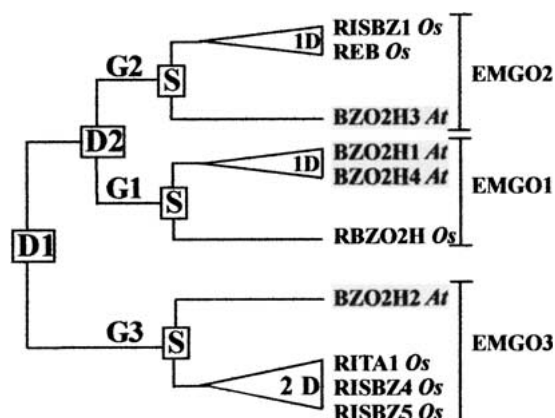 RISBZ1 Os
1D
REB Os
G2
S
EMGO2
BZO2H3 At
D2
BZO2H1 At
1D
BZO2H4 At
G1
S
EMGO1
RBZO2H Os
D1
BZO2H2 At
G3
S
EMGO3
RITA1 Os
2 D
RISBZ4 Os
RISBZ5 Os